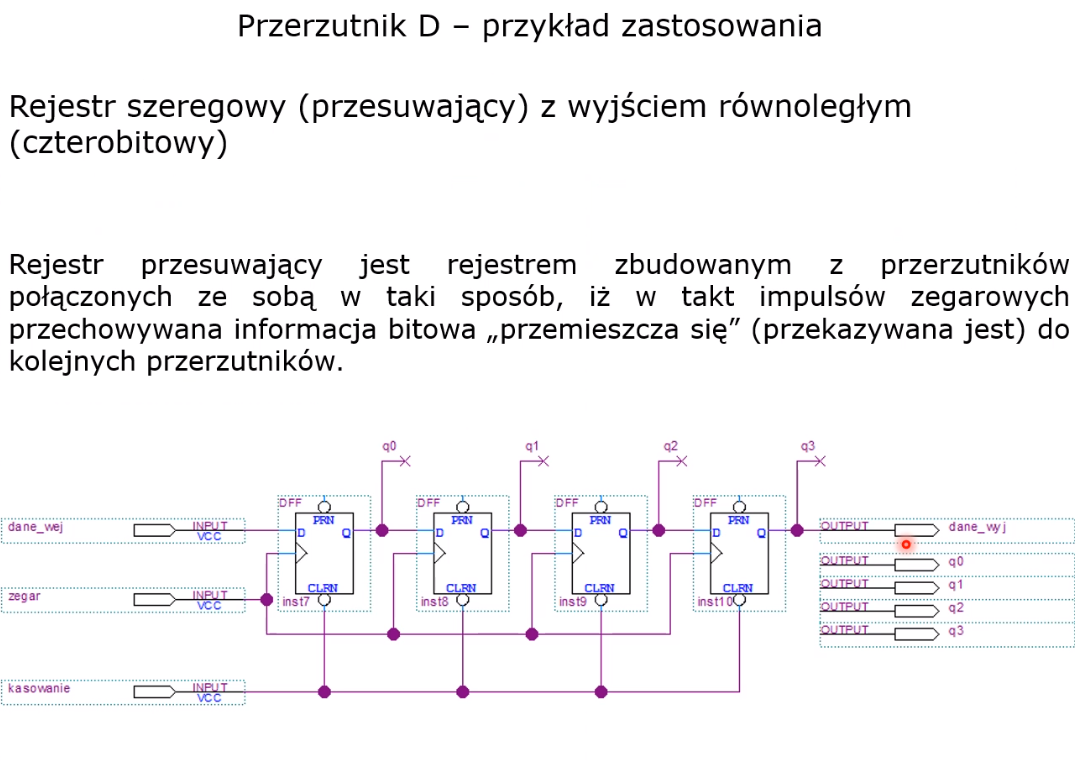 Przerzutnik D – przykład zastosowania
Rejestr szeregowy (przesuwający) z wyjściem równoległym
(czterobitowy)
Rejestr przesuwający jest rejestrem zbudowanym z przerzutników
połączonych ze sobą w taki sposób, iż w takt impulsów zegarowych
przechowywana informacja bitowa „przemieszcza się” (przekazywana jest) do
kolejnych przerzutników.
q0 q1 q2 q3
DFF DFF DFF DFF
PRN PRN PRN PRN
dane_wej INPUT VCC D Q D Q D Q D Q OUTPUT dane_wyj
OUTPUT q0
CLRN CLRN CLRN CLRN OUTPUT q1
zegar INPUT VCC inst7 inst8 inst9 inst10 OUTPUT q2
OUTPUT q3
kasowanie INPUT VCC